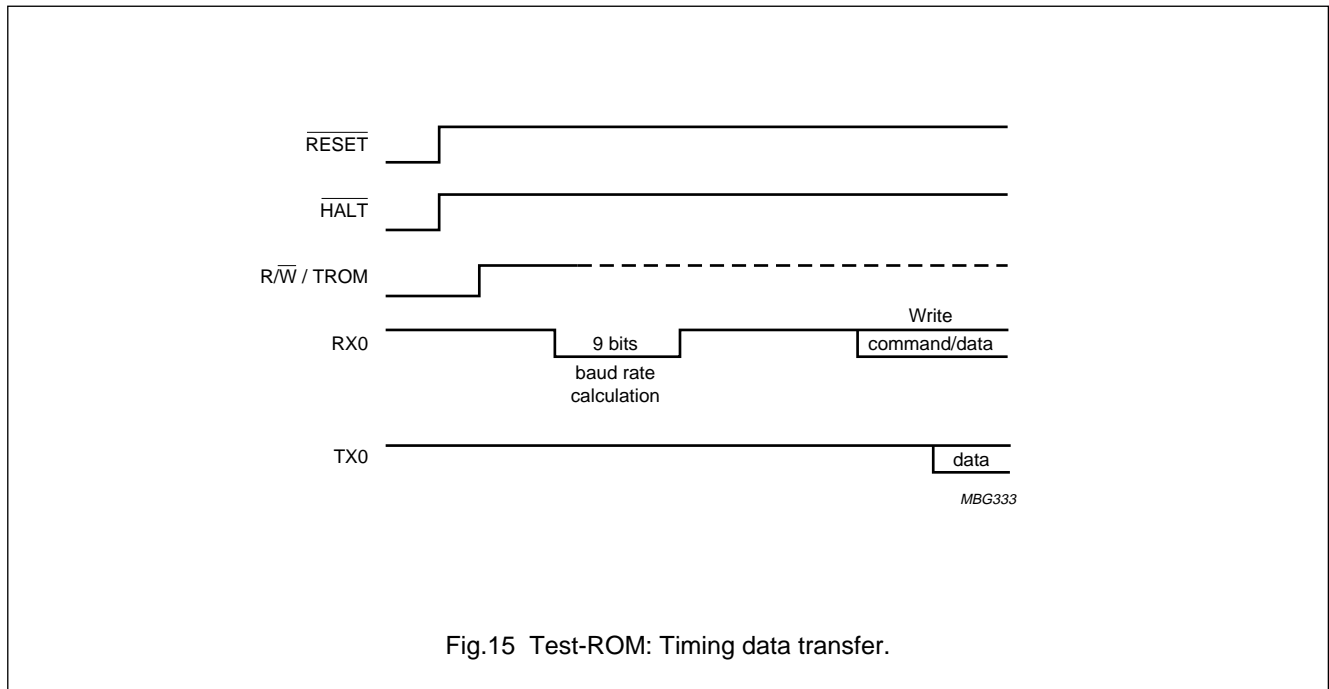 RESET
HALT
R/W / TROM
Write
RX0
9 bits
command/data
baud rate
calculation
TX0
data
MBG333
Fig.15 Test-ROM: Timing data transfer.